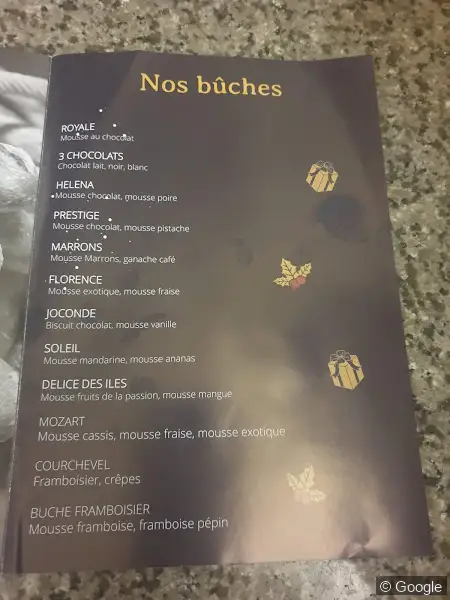 Nos bûches
ROYALE
Mousse au chocolat
3 CHOCOLATS
Chocolat lait, noir, blanc
HELENA
Mousse chocolat, mousse poire
PRESTIGE
Mousse chocolat, mousse pistache
MARRONS
Mousse Marrons, ganache café
FLORENCE
Mousse exotique, mousse fraise
JOCONDE
Biscuit chocolat, mousse vanille
SOLEIL
Mousse mandarine, mousse ananas
DELICE DES ILES
Mousse fruits de la passion, mousse mangue
MOZART
Mousse cassis, mousse fraise, mousse exotique
COURCHEVEL
Framboisier, crêpes
BUCHE FRAMBOISIER
Mousse framboise, framboise pépin
© Google